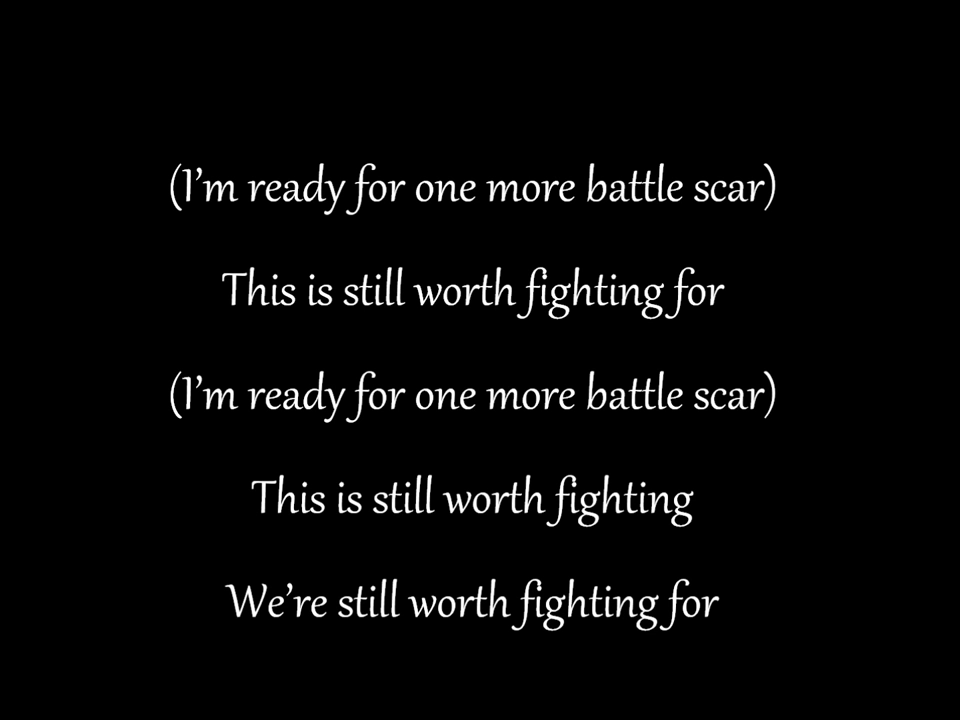 (I'm ready for one more battle scar)
This is still worth fighting for
(I'm ready for one more battle scar)
This is still worth fighting
We're still worth fighting for